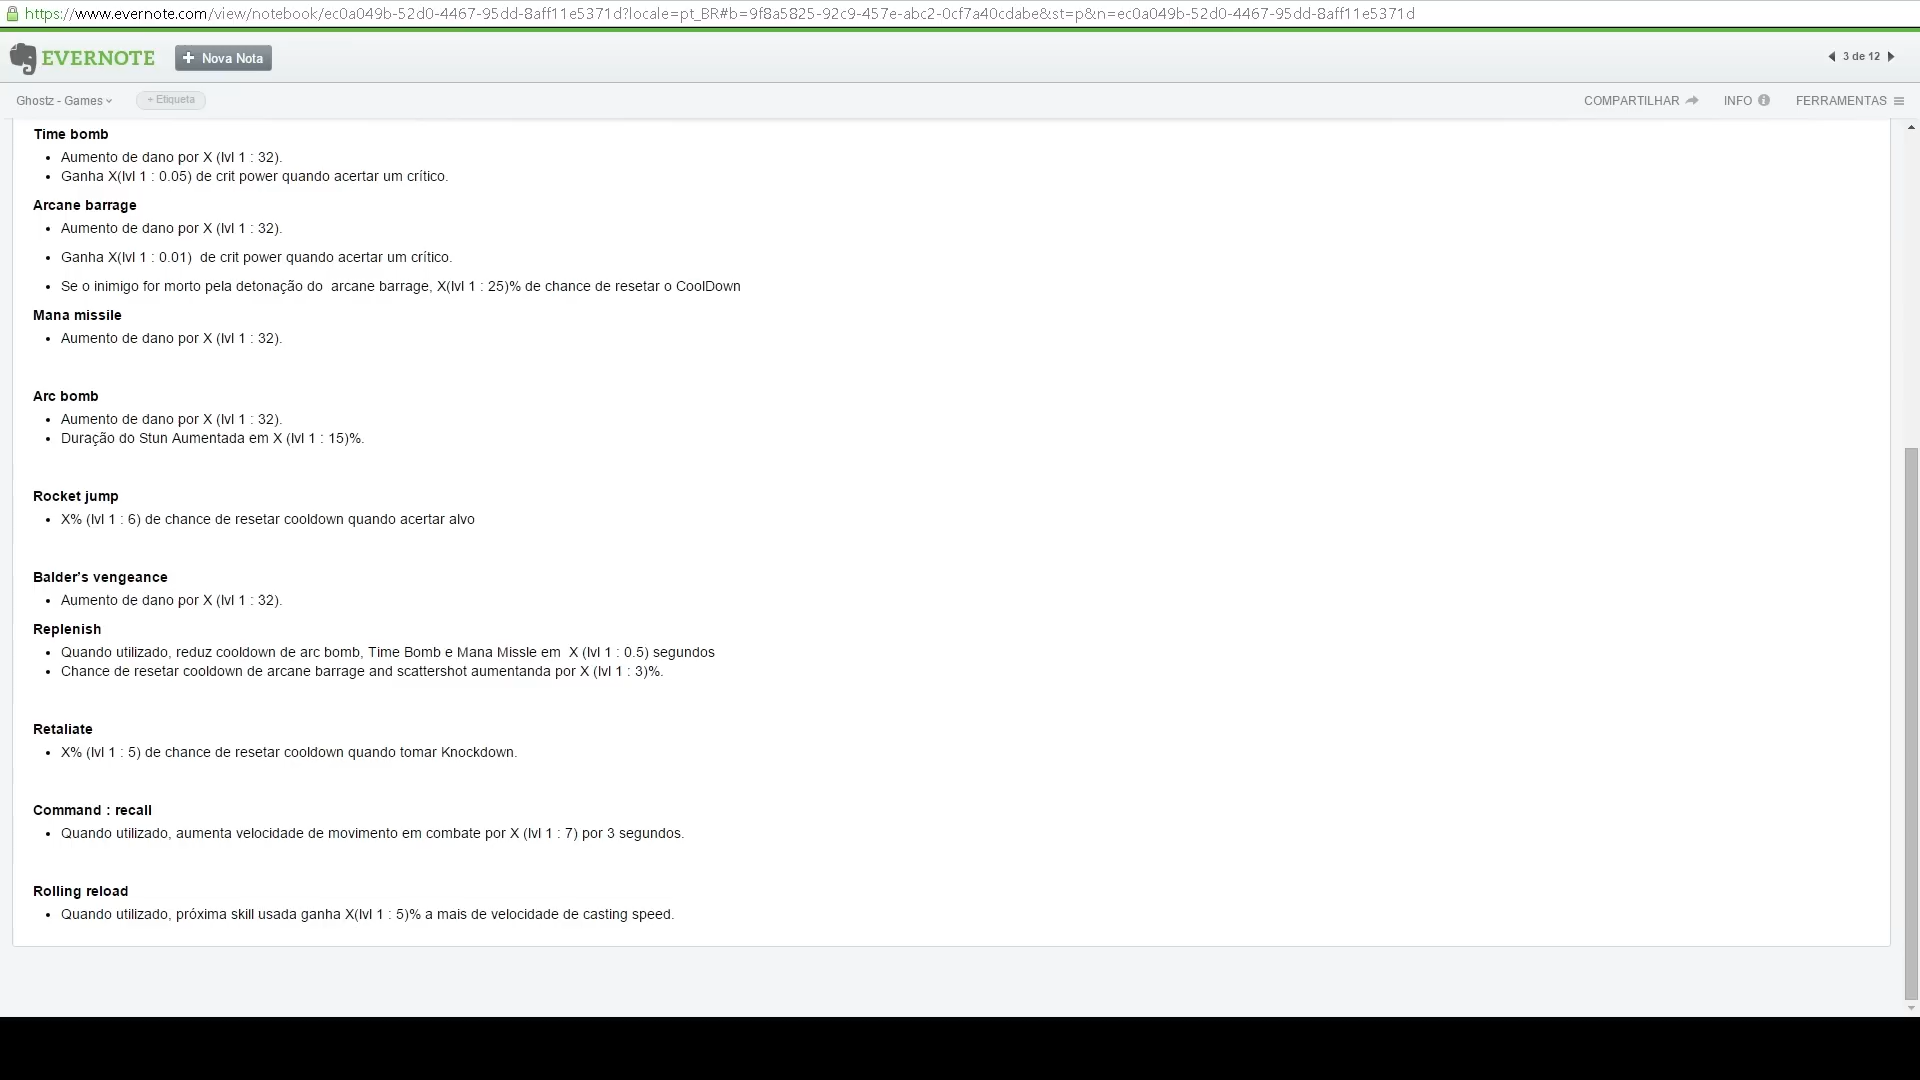 https://www.evernote.com/view/notebook/ec0a049b-52d0-4467-95dd-8aff11e5371d?locale=pt_BR#b=9f8a5825-92c9-457e-abc2-0cf7a40cdabe&st=p&n=ec0a049b-52d0-4467-95dd-8aff11e5371d
EVERNOTE + Nova Nota 3 de 12
Ghostz - Games + Etiqueta COMPARTILHAR INFO FERRAMENTAS
Time bomb
• Aumento de dano por X (lvl 1 : 32).
• Ganha X(lvl 1 : 0.05) de crit power quando acertar um crítico.
Arcane barrage
• Aumento de dano por X (lvl 1 : 32).
• Ganha X(lvl 1 : 0.01)  de crit power quando acertar um crítico.
• Se o inimigo for morto pela detonação do  arcane barrage, X(lvl 1 : 25)% de chance de resetar o CoolDown
Mana missile
• Aumento de dano por X (lvl 1 : 32).
Arc bomb
• Aumento de dano por X (lvl 1 : 32).
• Duração do Stun Aumentada em X (lvl 1 : 15)%.
Rocket jump
• X% (lvl 1 : 6) de chance de resetar cooldown quando acertar alvo
Balder's vengeance
• Aumento de dano por X (lvl 1 : 32).
Replenish
• Quando utilizado, reduz cooldown de arc bomb, Time Bomb e Mana Missle em  X (lvl 1 : 0.5) segundos
• Chance de resetar cooldown de arcane barrage and scattershot aumentanda por X (lvl 1 : 3)%.
Retaliate
• X% (lvl 1 : 5) de chance de resetar cooldown quando tomar Knockdown.
Command : recall
• Quando utilizado, aumenta velocidade de movimento em combate por X (lvl 1 : 7) por 3 segundos.
Rolling reload
• Quando utilizado, próxima skill usada ganha X(lvl 1 : 5)% a mais de velocidade de casting speed.